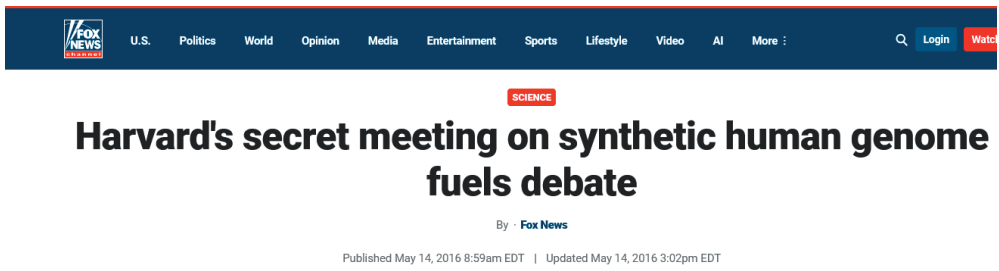 FOX
NEWS
channel
U.S. Politics World Opinion Media Entertainment Sports Lifestyle Video AI More Login Watch
SCIENCE
Harvard's secret meeting on synthetic human genome
fuels debate
By · Fox News
Published May 14, 2016 8:59am EDT | Updated May 14, 2016 3:02pm EDT